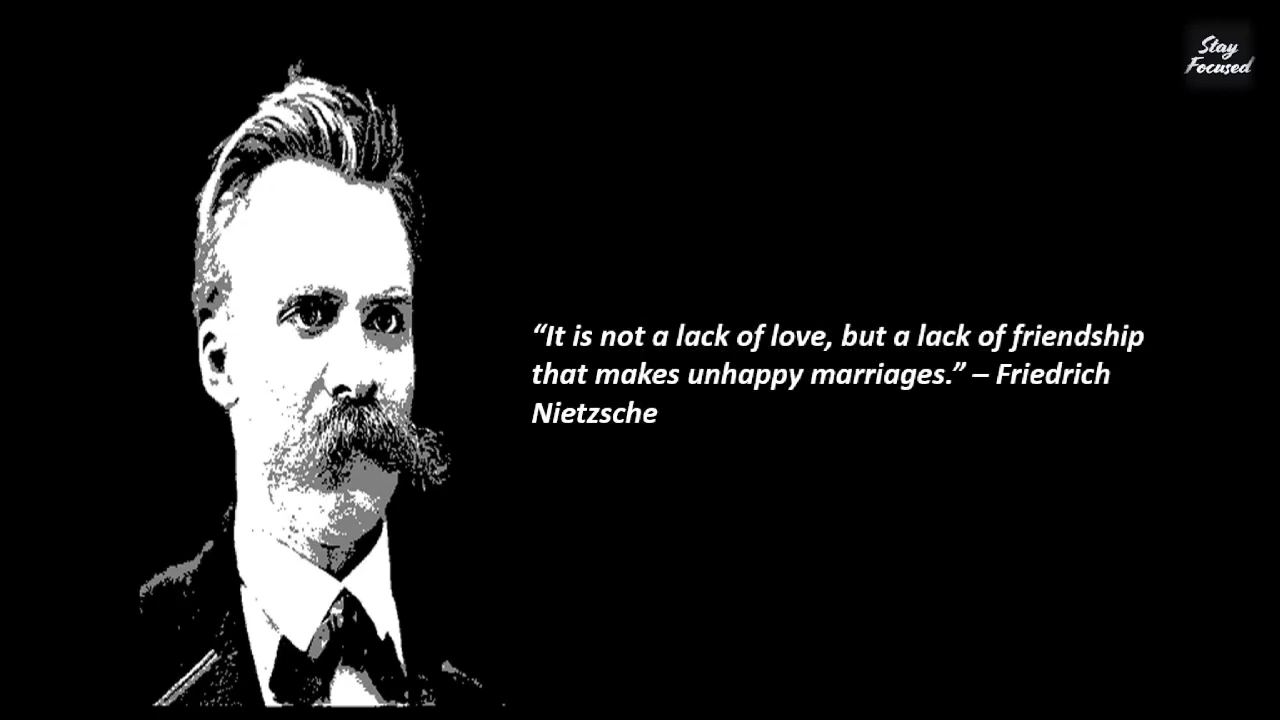 Stay
Focused
“It is not a lack of love, but a lack of friendship
that makes unhappy marriages.” – Friedrich
Nietzsche